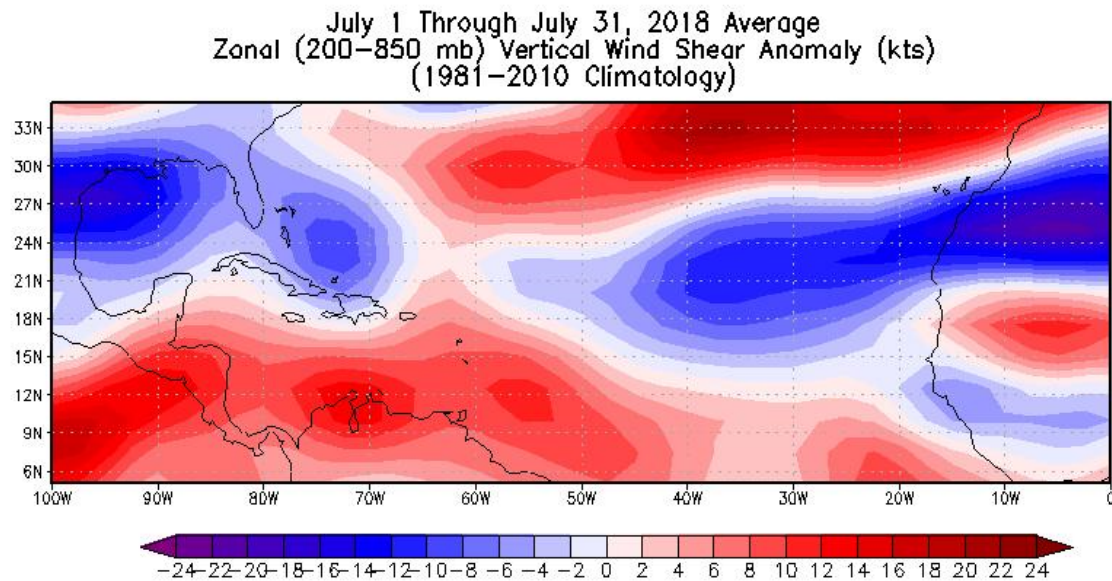 July 1 Through July 31, 2018 Average
Zonal (200-850 mb) Vertical Wind Shear Anomaly (kts)
(1981-2010 Climatology)
33N
30N
27N
24N
21N
18N
15N
12N
9N
6N
100W 90W 80W 70W 60W 50W 40W 30W 20W 10W 0
-24 -22 -20 -18 -16 -14 -12 -10 -8 -6 -4 -2 0 2 4 6 8 10 12 14 16 18 20 22 24